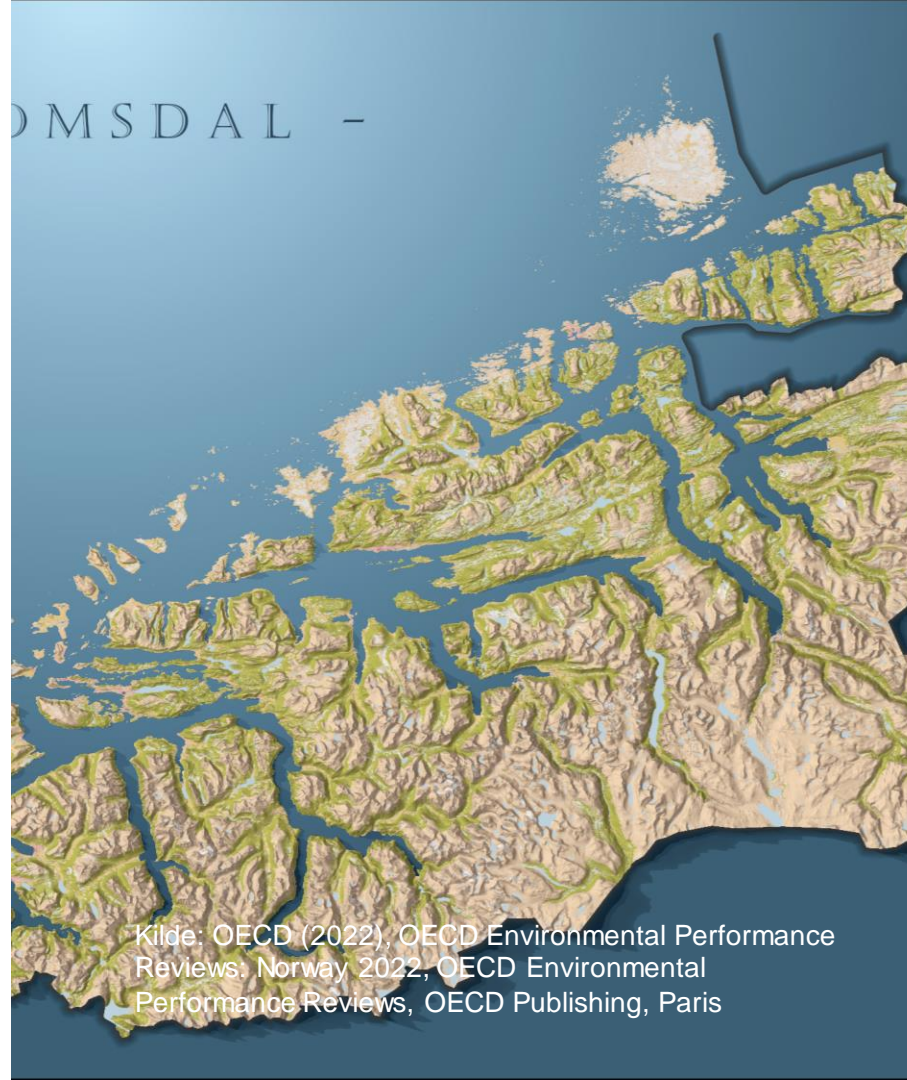 OMSDAL -
Kilde: OECD (2022), OECD Environmental Performance
Reviews: Norway 2022, OECD Environmental
Performance Reviews, OECD Publishing, Paris